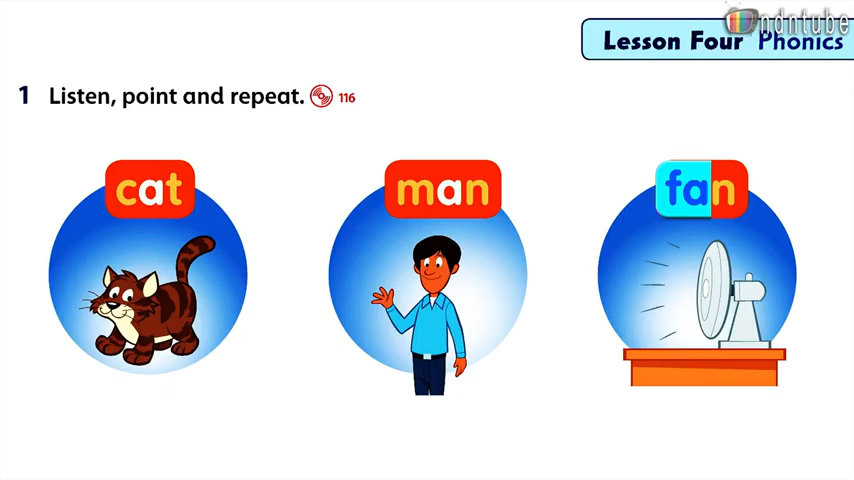 ndntube
Lesson Four Phonics
1 Listen, point and repeat. 116
cat man fan